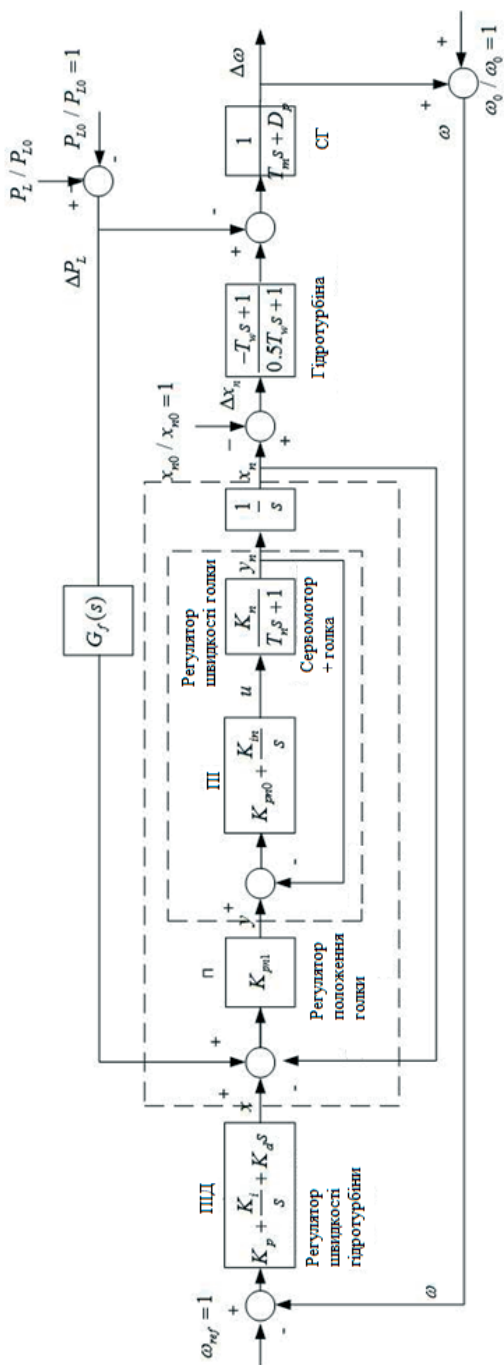 ω_ref = 1
+
-
ПІД
K_p + K_i/s + K_d s
Регулятор
швидкості
гідротурбіни
x
+
+
-
П
K_pn1
Регулятор
положення
голки
y
+
-
ПІ
K_pn0 + K_in/s
u
Регулятор
швидкості голки
K_n/(T_n s + 1)
Сервомотор
+ голка
y_n
1/s
x_n
x_n0 / x_n0 = 1
-
+
Δx_n
(-T_w s + 1)/(0.5T_w s + 1)
Гідротурбіна
+
-
1/(T_m s + D_p)
СГ
Δω
G_f(s)
ΔP_L
P_L / P_L0
+
-
P_L0 / P_L0 = 1
+
+
ω_0 / ω_0 = 1
ω
ω